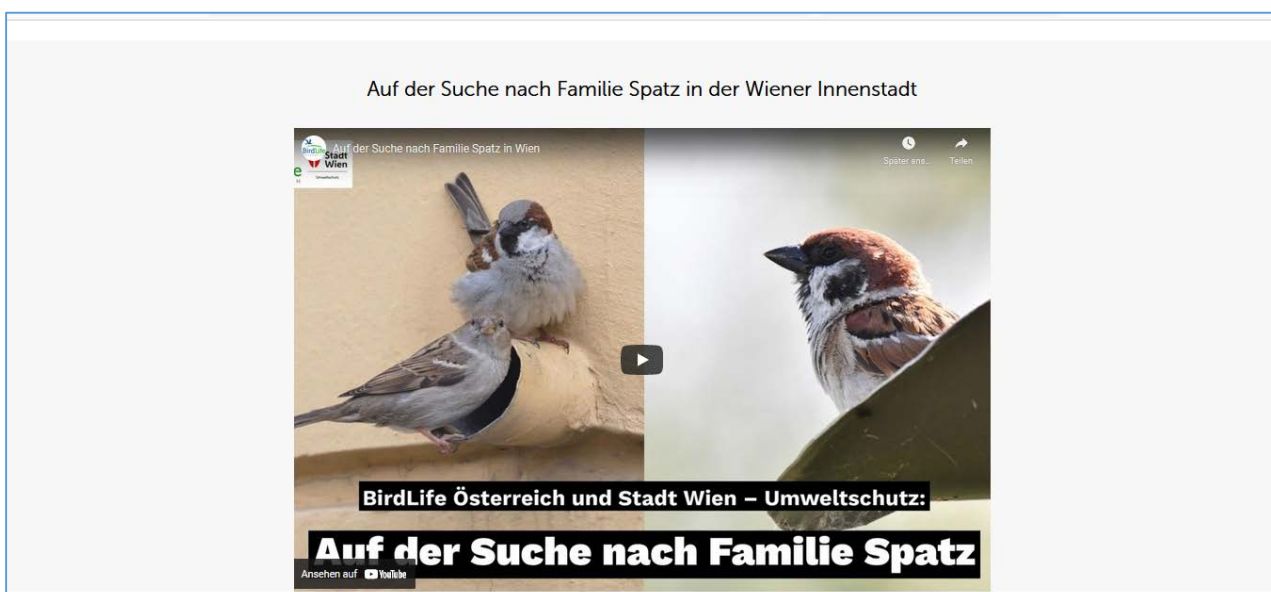 Auf der Suche nach Familie Spatz in der Wiener Innenstadt
BirdLife
Auf der Suche nach Familie Spatz in Wien
Später ans...
Teilen
Stadt
Wien
Umweltschutz
BirdLife Österreich und Stadt Wien – Umweltschutz:
Auf der Suche nach Familie Spatz
Ansehen auf YouTube